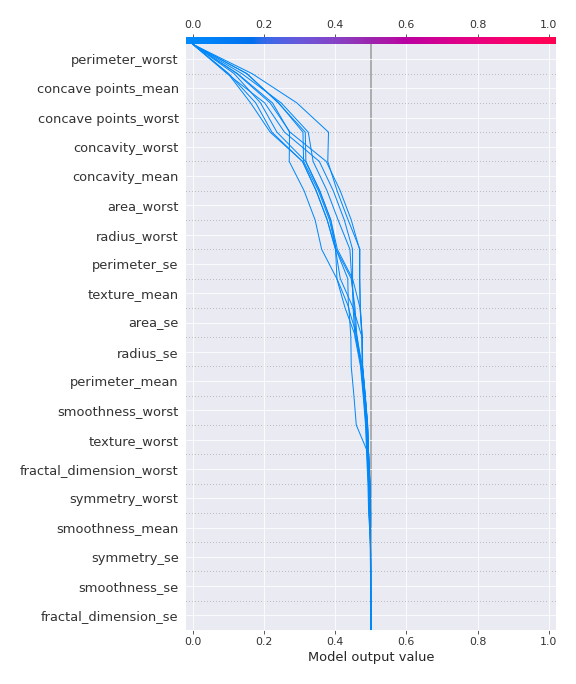 0.0 0.2 0.4 0.6 0.8 1.0
perimeter_worst
concave points_mean
concave points_worst
concavity_worst
concavity_mean
area_worst
radius_worst
perimeter_se
texture_mean
area_se
radius_se
perimeter_mean
smoothness_worst
texture_worst
fractal_dimension_worst
symmetry_worst
smoothness_mean
symmetry_se
smoothness_se
fractal_dimension_se
0.0 0.2 0.4 0.6 0.8 1.0
Model output value